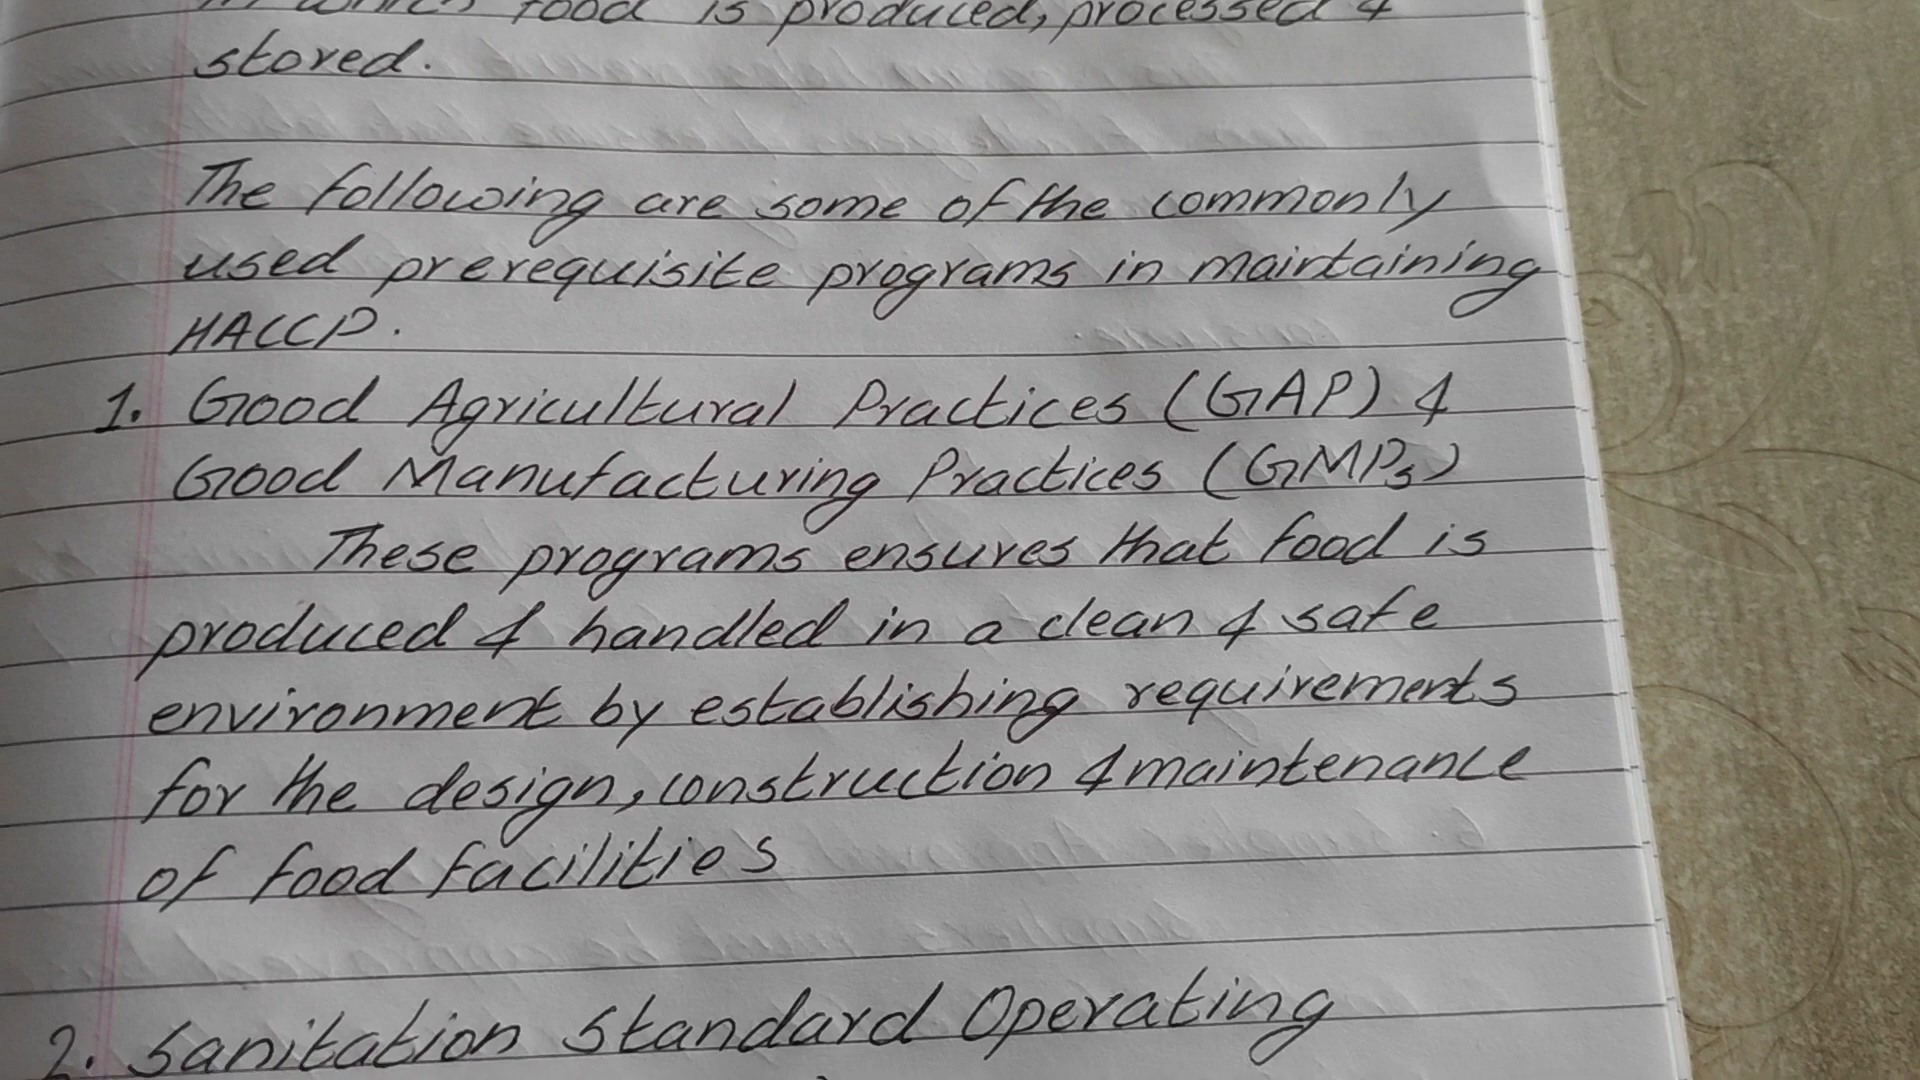 in which food is produced, processed &
stored.
The following are some of the commonly
used prerequisite programs in maintaining
HACCP.
1. Good Agricultural Practices (GAP) &
Good Manufacturing Practices (GMPs)
These programs ensures that food is
produced & handled in a clean & safe
environment by establishing requirements
for the design, construction & maintenance
of food facilities
2. Sanitation Standard Operating